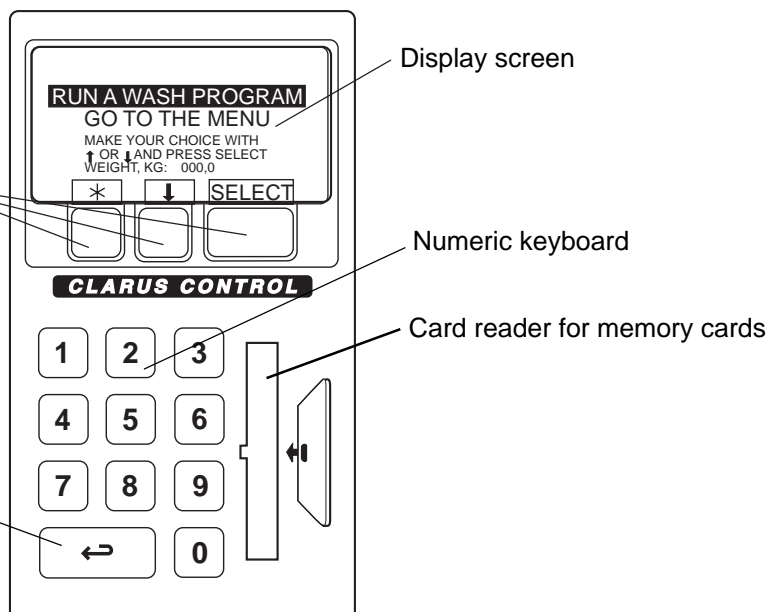 RUN A WASH PROGRAM
GO TO THE MENU
MAKE YOUR CHOICE WITH
↑ OR ↓ AND PRESS SELECT
WEIGHT, KG: 000,0
* ↓ SELECT
CLARUS CONTROL
1 2 3
4 5 6
7 8 9
0
Display screen
Numeric keyboard
Card reader for memory cards